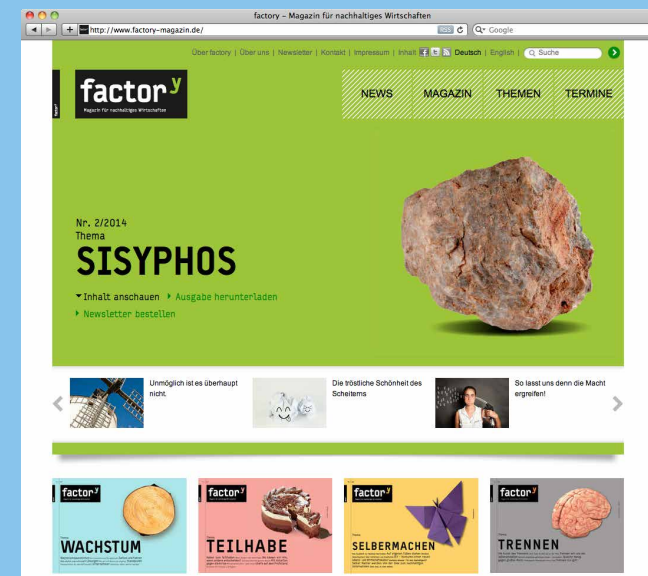 factory – Magazin für nachhaltiges Wirtschaften
http://www.factory-magazin.de/
RSS
Google
Über factory | Über uns | Newsletter | Kontakt | Impressum | Inhalt
Deutsch | English |
Suche
factory
Magazin für nachhaltiges Wirtschaften
NEWS
MAGAZIN
THEMEN
TERMINE
Nr. 2/2014
Thema
SISYPHOS
Inhalt anschauen
Ausgabe herunterladen
Newsletter bestellen
Unmöglich ist es überhaupt
nicht.
Die tröstliche Schönheit des
Scheiterns
So lasst uns denn die Macht
ergreifen!
factory
WACHSTUM
factory
TEILHABE
factory
SELBERMACHEN
factory
TRENNEN